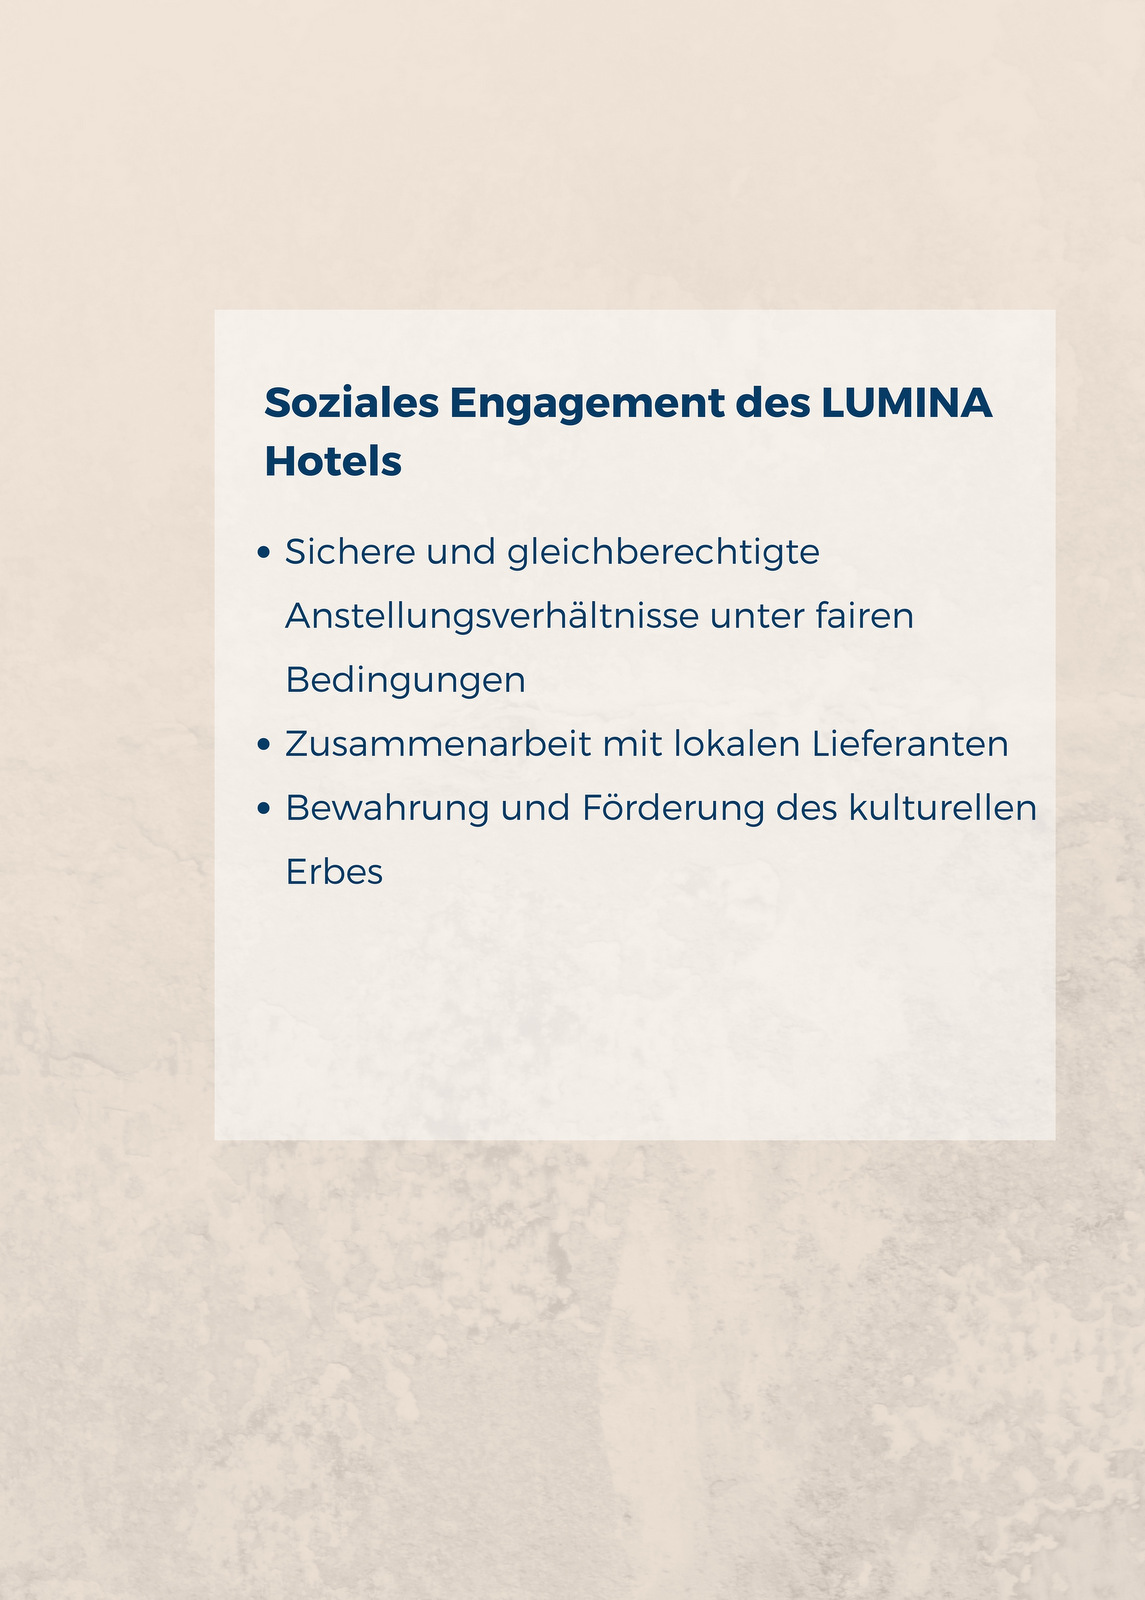 Soziales Engagement des LUMINA
Hotels
• Sichere und gleichberechtigte
Anstellungsverhältnisse unter fairen
Bedingungen
• Zusammenarbeit mit lokalen Lieferanten
• Bewahrung und Förderung des kulturellen
Erbes